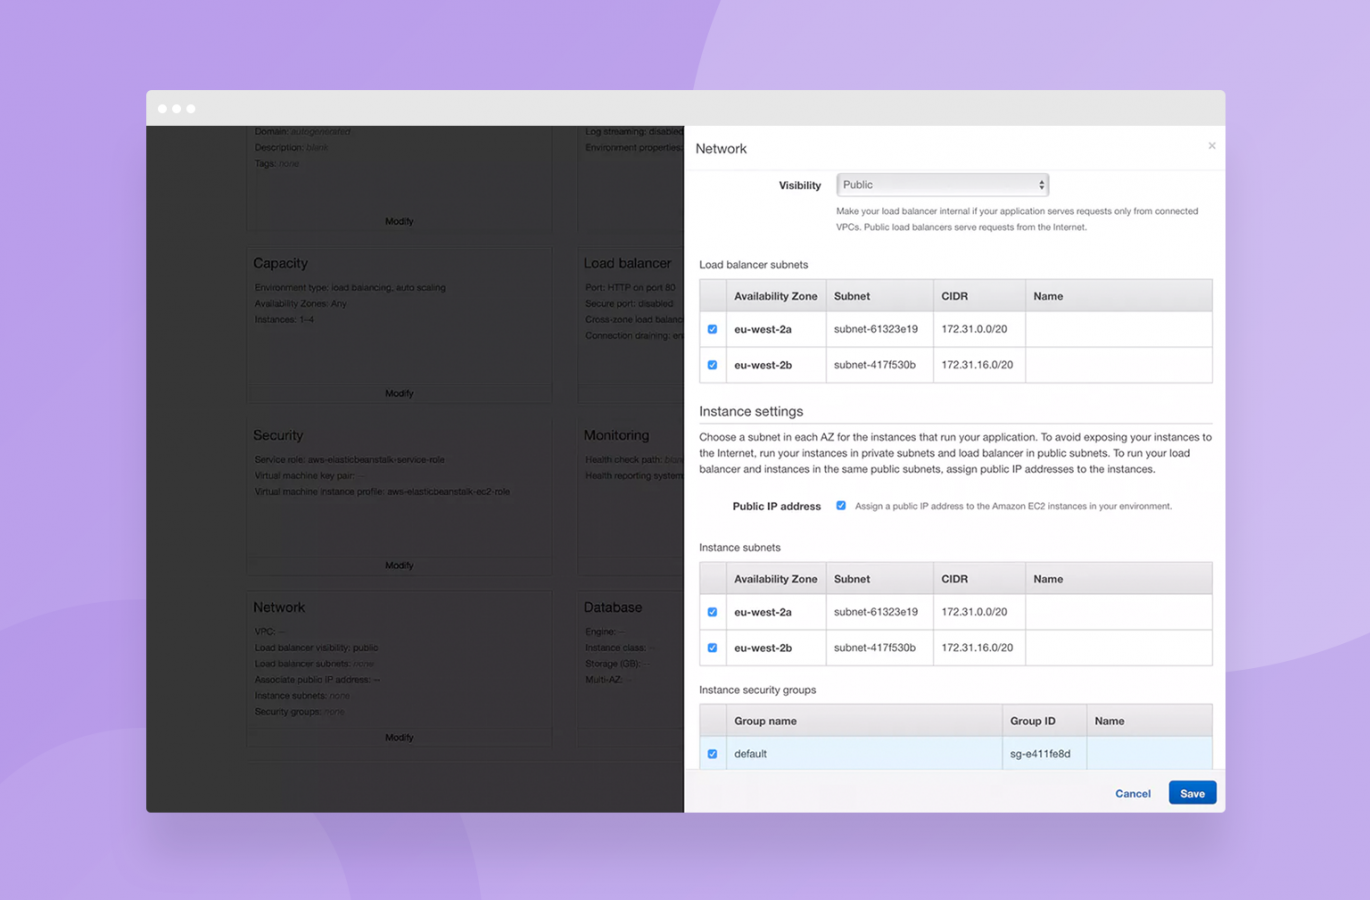 Domain: autogenerated
Description: blank
Tags: none
Modify
Log streaming: disabled
Environment properties:
Capacity
Environment type: load balancing, auto scaling
Availability Zones: Any
Instances: 1–4
Modify
Load balancer
Port: HTTP on port 80
Secure port: disabled
Cross-zone load balanc
Connection draining: en
Security
Service role: aws-elasticbeanstalk-service-role
Virtual machine key pair: --
Virtual machine instance profile: aws-elasticbeanstalk-ec2-role
Modify
Monitoring
Health check path:
Health reporting system
Network
VPC: --
Load balancer visibility: public
Load balancer subnets: none
Associate public IP address: --
Instance subnets: none
Security groups: none
Modify
Database
Engine: --
Instance class: --
Storage (GB): --
Multi-AZ: --
Network ×
Visibility Public
Make your load balancer internal if your application serves requests only from connected
VPCs. Public load balancers serve requests from the Internet.
Load balancer subnets
Availability Zone Subnet CIDR Name
eu-west-2a subnet-61323e19 172.31.0.0/20
eu-west-2b subnet-417f530b 172.31.16.0/20
Instance settings
Choose a subnet in each AZ for the instances that run your application. To avoid exposing your instances to
the Internet, run your instances in private subnets and load balancer in public subnets. To run your load
balancer and instances in the same public subnets, assign public IP addresses to the instances.
Public IP address Assign a public IP address to the Amazon EC2 instances in your environment.
Instance subnets
Availability Zone Subnet CIDR Name
eu-west-2a subnet-61323e19 172.31.0.0/20
eu-west-2b subnet-417f530b 172.31.16.0/20
Instance security groups
Group name Group ID Name
default sg-e411fe8d
Cancel Save